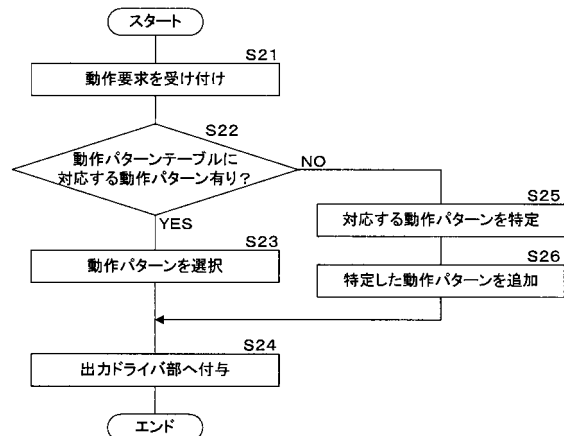 スタート
S21
動作要求を受け付け
S22
動作パターンテーブルに
対応する動作パターン有り?
NO
YES
S23
動作パターンを選択
S25
対応する動作パターンを特定
S26
特定した動作パターンを追加
S24
出力ドライバ部へ付与
エンド